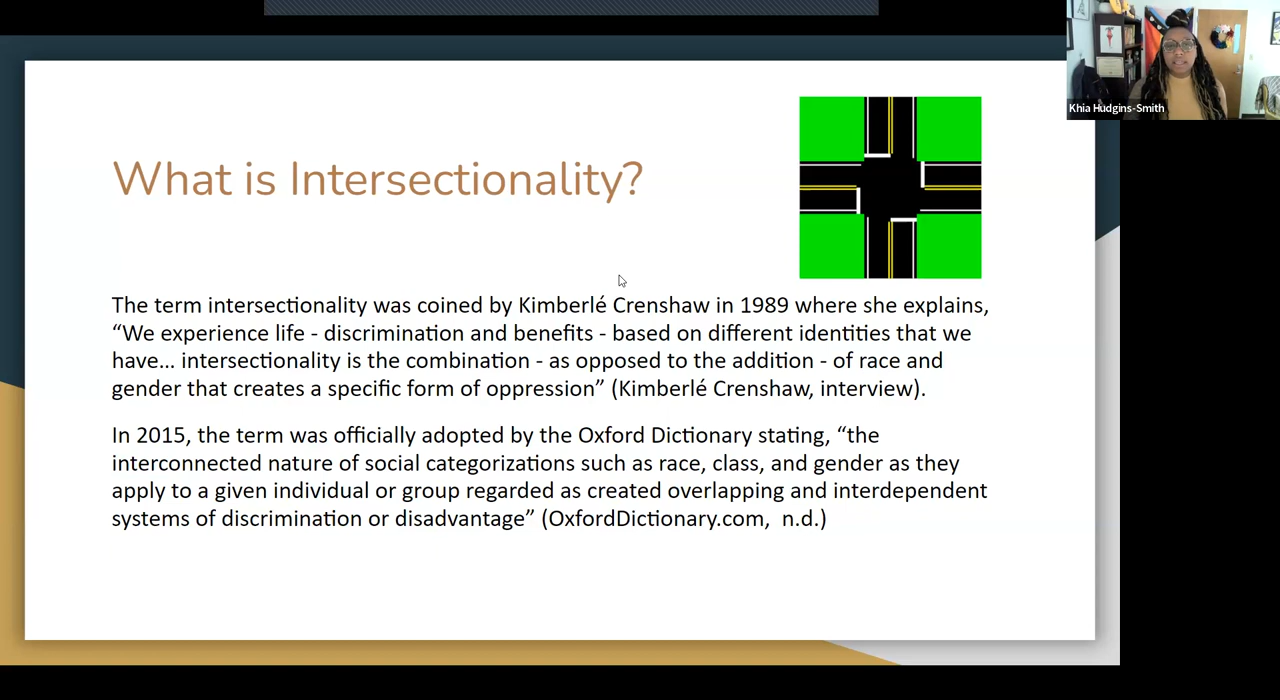 Khia Hudgins-Smith
What is Intersectionality?
The term intersectionality was coined by Kimberlé Crenshaw in 1989 where she explains,
“We experience life - discrimination and benefits - based on different identities that we
have... intersectionality is the combination - as opposed to the addition - of race and
gender that creates a specific form of oppression” (Kimberlé Crenshaw, interview).
In 2015, the term was officially adopted by the Oxford Dictionary stating, “the
interconnected nature of social categorizations such as race, class, and gender as they
apply to a given individual or group regarded as created overlapping and interdependent
systems of discrimination or disadvantage” (OxfordDictionary.com,  n.d.)